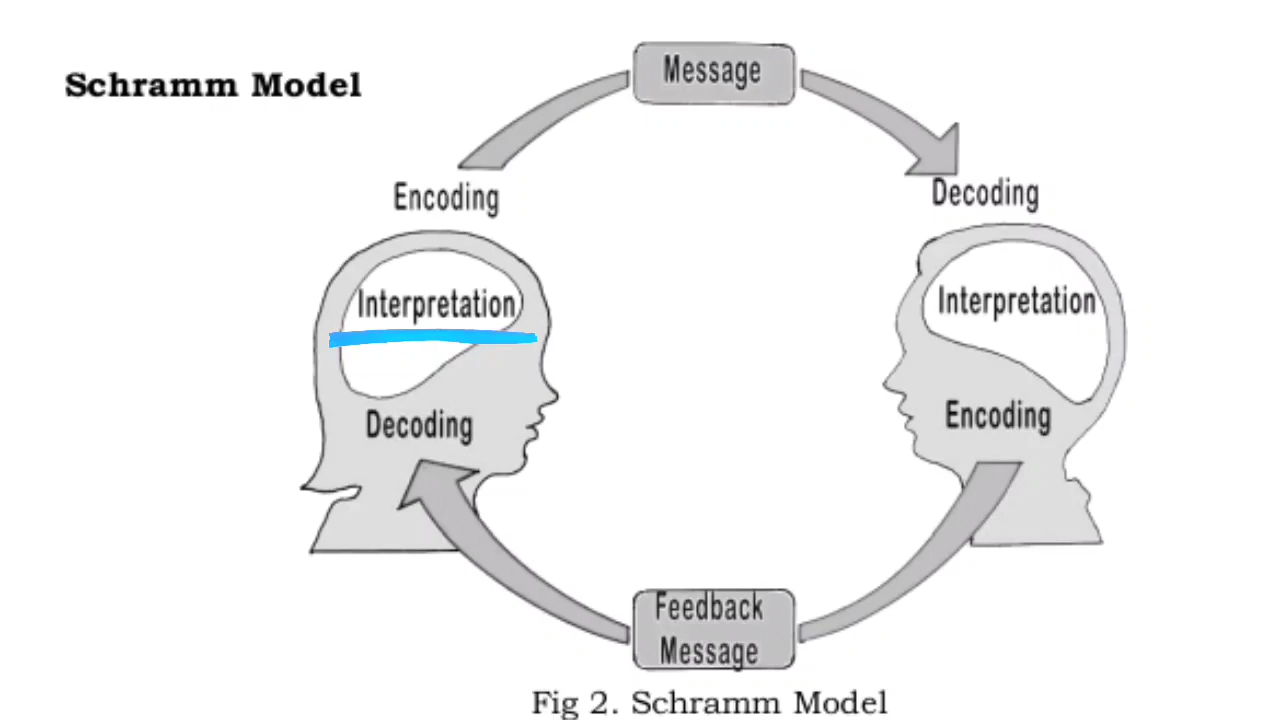 Schramm Model
Message
Encoding
Decoding
Interpretation
Interpretation
Decoding
Encoding
Feedback
Message
Fig 2. Schramm Model